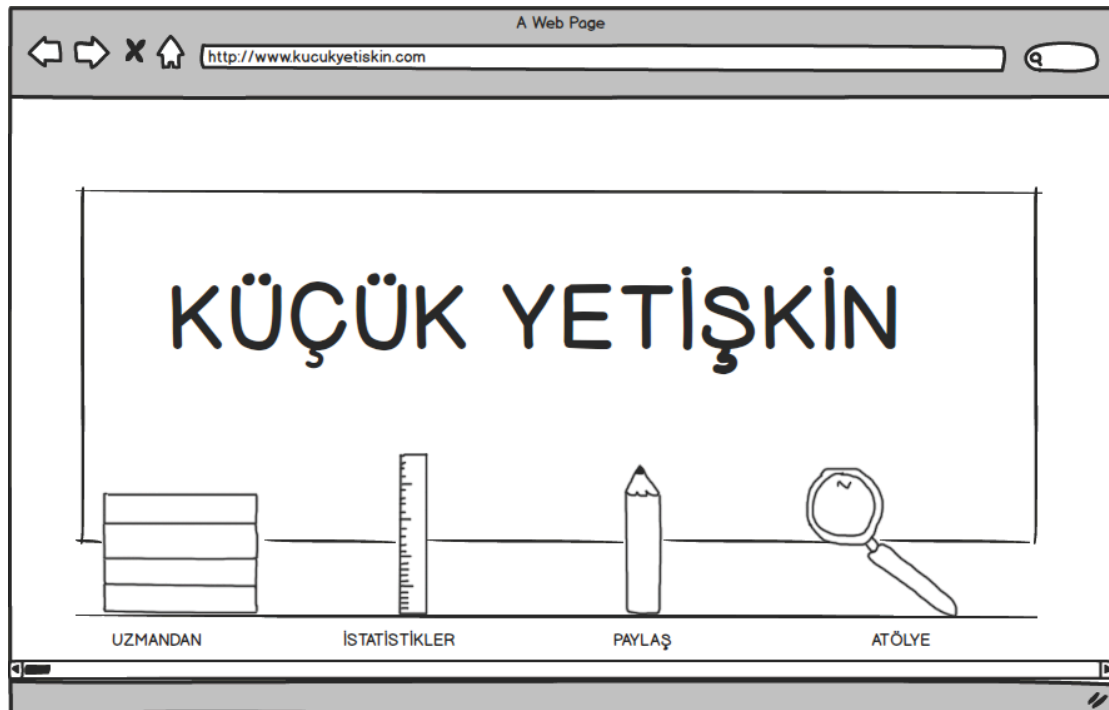 A Web Page
http://www.kucukyetiskin.com
KÜÇÜK YETİŞKİN
UZMANDAN İSTATİSTİKLER PAYLAŞ ATÖLYE